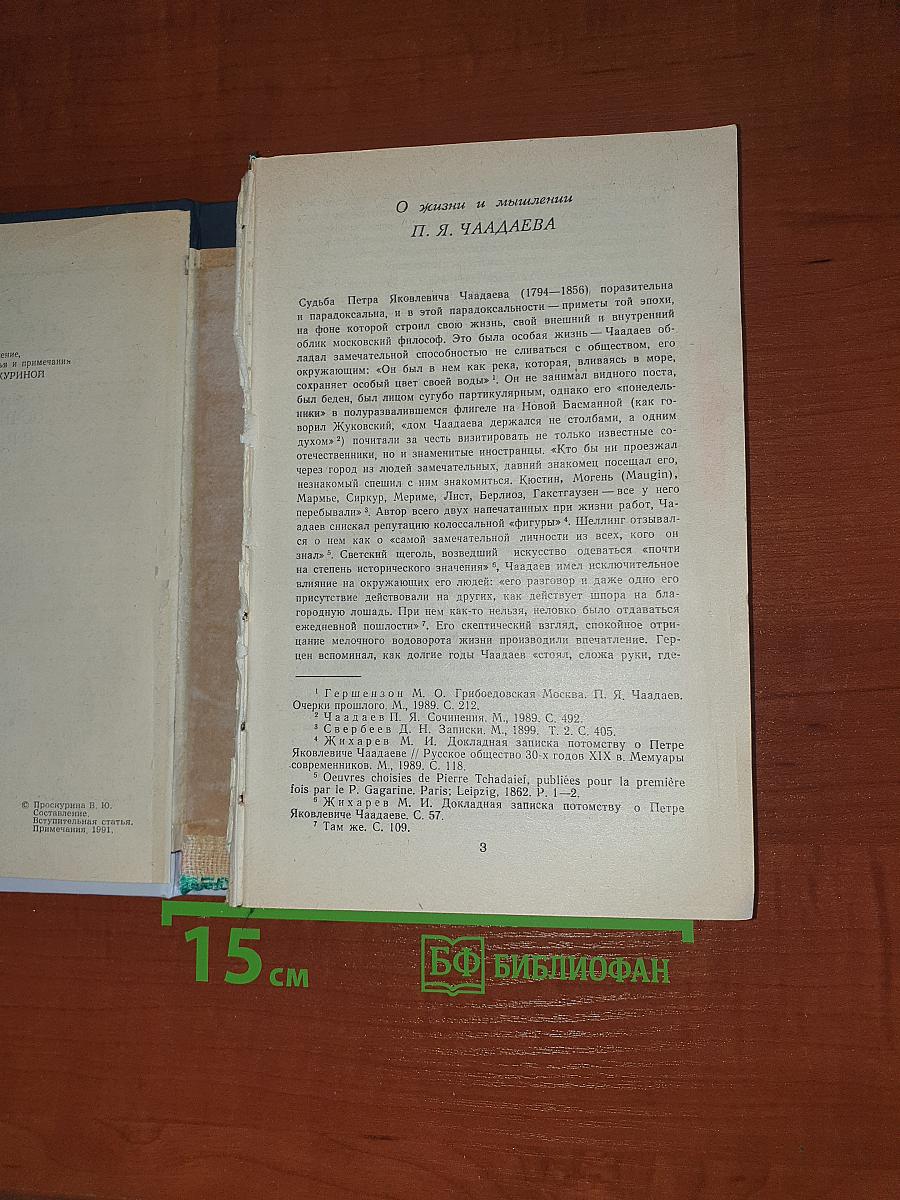 ение,
ья и примечания
КУРИНОЙ
© Проскурина В. Ю.
Составление.
Вступительная статья.
Примечания, 1991.
О жизни и мышлении
П. Я. ЧААДАЕВА
Судьба Петра Яковлевича Чаадаева (1794—1856) поразительна
и парадоксальна, и в этой парадоксальности — приметы той эпохи,
на фоне которой строил свою жизнь, свой внешний и внутренний
облик московский философ. Это была особая жизнь — Чаадаев об-
ладал замечательной способностью не сливаться с обществом, его
окружающим: «Он был в нем как река, которая, вливаясь в море,
сохраняет особый цвет своей воды» ¹. Он не занимал видного поста,
был беден, был лицом сугубо партикулярным, однако его «понедель-
ники» в полуразвалившемся флигеле на Новой Басманной (как го-
ворил Жуковский, «дом Чаадаева держался не столбами, а одним
духом» ²) почитали за честь визитировать не только известные со-
отечественники, но и знаменитые иностранцы. «Кто бы ни проезжал
через город из людей замечательных, давний знакомец посещал его,
незнакомый спешил с ним знакомиться. Кюстин, Могень (Maugin),
Мармье, Сиркур, Мериме, Лист, Берлиоз, Гакстгаузен — все у него
перебывали» ³. Автор всего двух напечатанных при жизни работ, Ча-
адаев снискал репутацию колоссальной «фигуры» ⁴. Шеллинг отзывал-
ся о нем как о «самой замечательной личности из всех, кого он
знал» ⁵. Светский щеголь, возведший искусство одеваться «почти
на степень исторического значения» ⁶, Чаадаев имел исключительное
влияние на окружающих его людей: «его разговор и даже одно его
присутствие действовали на других, как действует шпора на бла-
городную лошадь. При нем как-то нельзя, неловко было отдаваться
ежедневной пошлости» ⁷. Его скептический взгляд, спокойное отри-
цание мелочного водоворота жизни производили впечатление. Гер-
цен вспоминал, как долгие годы Чаадаев «стоял, сложа руки, где-
¹ Гершензон М. О. Грибоедовская Москва. П. Я. Чаадаев.
Очерки прошлого. М., 1989. С. 212.
² Чаадаев П. Я. Сочинения. М., 1989. С. 492.
³ Свербеев Д. Н. Записки. М., 1899. Т. 2. С. 405.
⁴ Жихарев М. И. Докладная записка потомству о Петре
Яковлевиче Чаадаеве // Русское общество 30-х годов XIX в. Мемуары
современников. М., 1989. С. 118.
⁵ Oeuvres choisies de Pierre Tchadaief, publiées pour la première
fois par le P. Gagarine. Paris; Leipzig, 1862. P. 1—2.
⁶ Жихарев М. И. Докладная записка потомству о Петре
Яковлевиче Чаадаеве. С. 57.
⁷ Там же. С. 109.
3
15 см
БФ БИБЛИОФАН